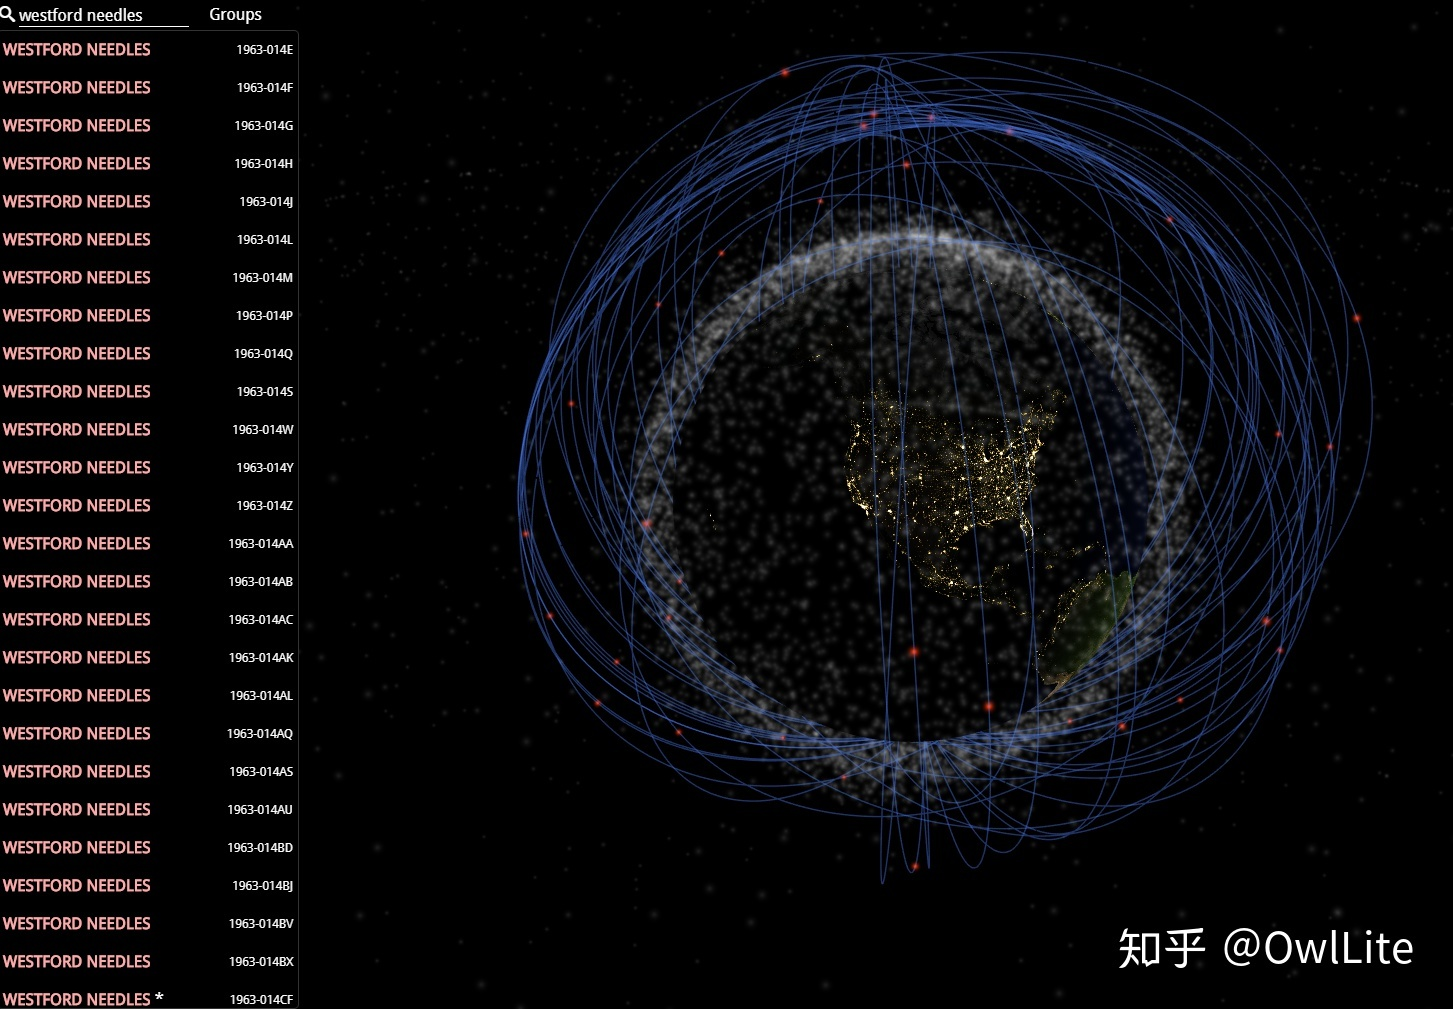 westford needles Groups
WESTFORD NEEDLES 1963-014E
WESTFORD NEEDLES 1963-014F
WESTFORD NEEDLES 1963-014G
WESTFORD NEEDLES 1963-014H
WESTFORD NEEDLES 1963-014J
WESTFORD NEEDLES 1963-014L
WESTFORD NEEDLES 1963-014M
WESTFORD NEEDLES 1963-014P
WESTFORD NEEDLES 1963-014Q
WESTFORD NEEDLES 1963-014S
WESTFORD NEEDLES 1963-014W
WESTFORD NEEDLES 1963-014Y
WESTFORD NEEDLES 1963-014Z
WESTFORD NEEDLES 1963-014AA
WESTFORD NEEDLES 1963-014AB
WESTFORD NEEDLES 1963-014AC
WESTFORD NEEDLES 1963-014AK
WESTFORD NEEDLES 1963-014AL
WESTFORD NEEDLES 1963-014AQ
WESTFORD NEEDLES 1963-014AS
WESTFORD NEEDLES 1963-014AU
WESTFORD NEEDLES 1963-014BD
WESTFORD NEEDLES 1963-014BJ
WESTFORD NEEDLES 1963-014BV
WESTFORD NEEDLES 1963-014BX
WESTFORD NEEDLES * 1963-014CF
知乎 @OwlLite